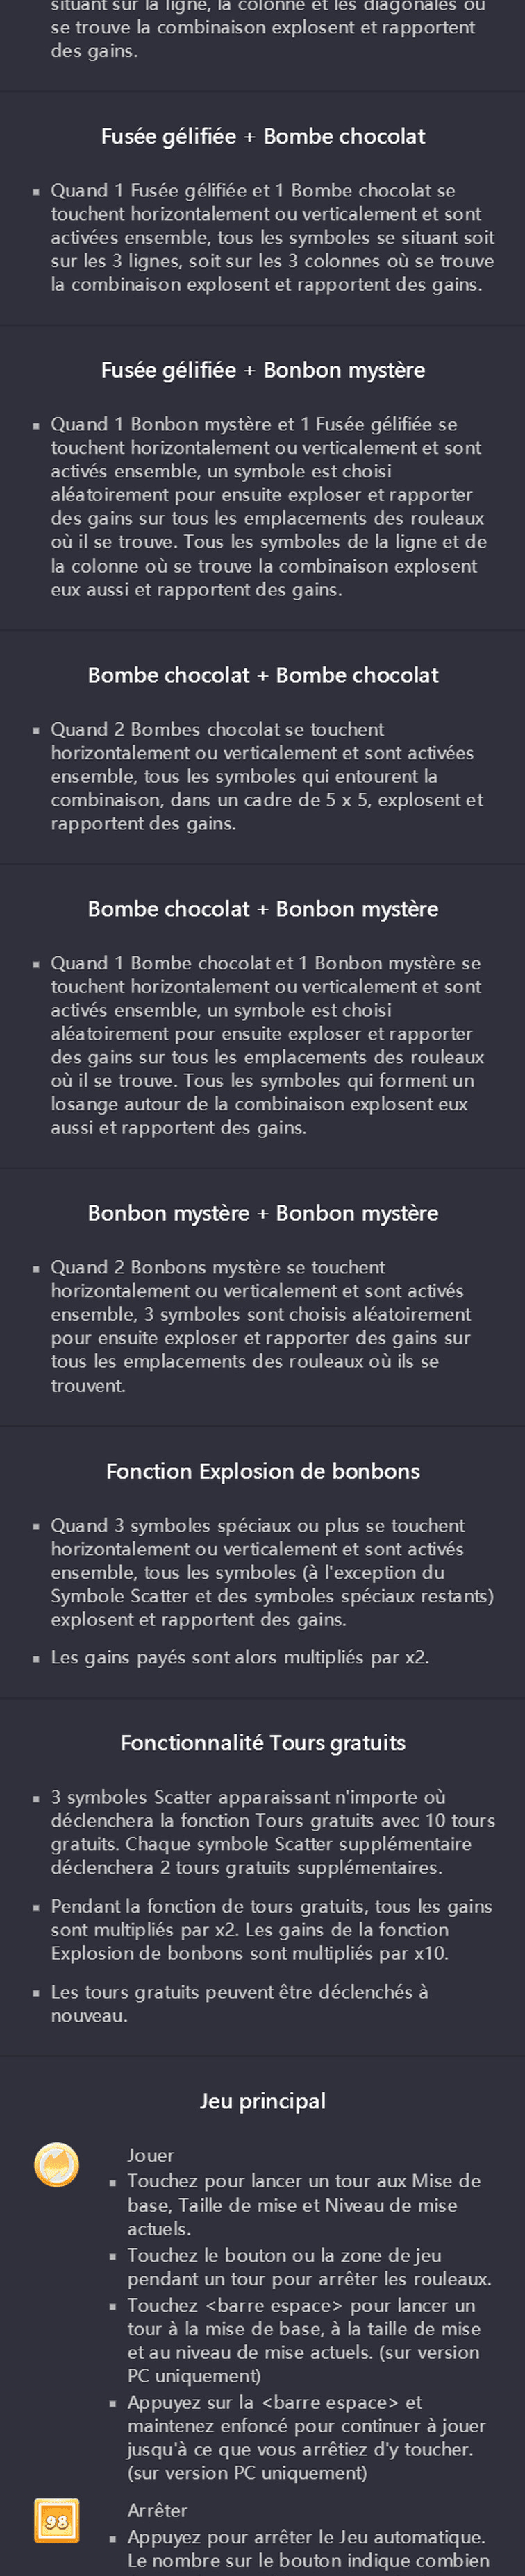 situant sur la ligne, la colonne et les diagonales où
se trouve la combinaison explosent et rapportent
des gains.
Fusée gélifiée + Bombe chocolat
▪ Quand 1 Fusée gélifiée et 1 Bombe chocolat se
touchent horizontalement ou verticalement et sont
activées ensemble, tous les symboles se situant soit
sur les 3 lignes, soit sur les 3 colonnes où se trouve
la combinaison explosent et rapportent des gains.
Fusée gélifiée + Bonbon mystère
▪ Quand 1 Bonbon mystère et 1 Fusée gélifiée se
touchent horizontalement ou verticalement et sont
activés ensemble, un symbole est choisi
aléatoirement pour ensuite exploser et rapporter
des gains sur tous les emplacements des rouleaux
où il se trouve. Tous les symboles de la ligne et de
la colonne où se trouve la combinaison explosent
eux aussi et rapportent des gains.
Bombe chocolat + Bombe chocolat
▪ Quand 2 Bombes chocolat se touchent
horizontalement ou verticalement et sont activées
ensemble, tous les symboles qui entourent la
combinaison, dans un cadre de 5 x 5, explosent et
rapportent des gains.
Bombe chocolat + Bonbon mystère
▪ Quand 1 Bombe chocolat et 1 Bonbon mystère se
touchent horizontalement ou verticalement et sont
activés ensemble, un symbole est choisi
aléatoirement pour ensuite exploser et rapporter
des gains sur tous les emplacements des rouleaux
où il se trouve. Tous les symboles qui forment un
losange autour de la combinaison explosent eux
aussi et rapportent des gains.
Bonbon mystère + Bonbon mystère
▪ Quand 2 Bonbons mystère se touchent
horizontalement ou verticalement et sont activés
ensemble, 3 symboles sont choisis aléatoirement
pour ensuite exploser et rapporter des gains sur
tous les emplacements des rouleaux où ils se
trouvent.
Fonction Explosion de bonbons
▪ Quand 3 symboles spéciaux ou plus se touchent
horizontalement ou verticalement et sont activés
ensemble, tous les symboles (à l'exception du
Symbole Scatter et des symboles spéciaux restants)
explosent et rapportent des gains.
▪ Les gains payés sont alors multipliés par x2.
Fonctionnalité Tours gratuits
▪ 3 symboles Scatter apparaissant n'importe où
déclenchera la fonction Tours gratuits avec 10 tours
gratuits. Chaque symbole Scatter supplémentaire
déclenchera 2 tours gratuits supplémentaires.
▪ Pendant la fonction de tours gratuits, tous les gains
sont multipliés par x2. Les gains de la fonction
Explosion de bonbons sont multipliés par x10.
▪ Les tours gratuits peuvent être déclenchés à
nouveau.
Jeu principal
Jouer
▪ Touchez pour lancer un tour aux Mise de
base, Taille de mise et Niveau de mise
actuels.
▪ Touchez le bouton ou la zone de jeu
pendant un tour pour arrêter les rouleaux.
▪ Touchez <barre espace> pour lancer un
tour à la mise de base, à la taille de mise
et au niveau de mise actuels. (sur version
PC uniquement)
▪ Appuyez sur la <barre espace> et
maintenez enfoncé pour continuer à jouer
jusqu'à ce que vous arrêtiez d'y toucher.
(sur version PC uniquement)
98
Arrêter
▪ Appuyez pour arrêter le Jeu automatique.
Le nombre sur le bouton indique combien